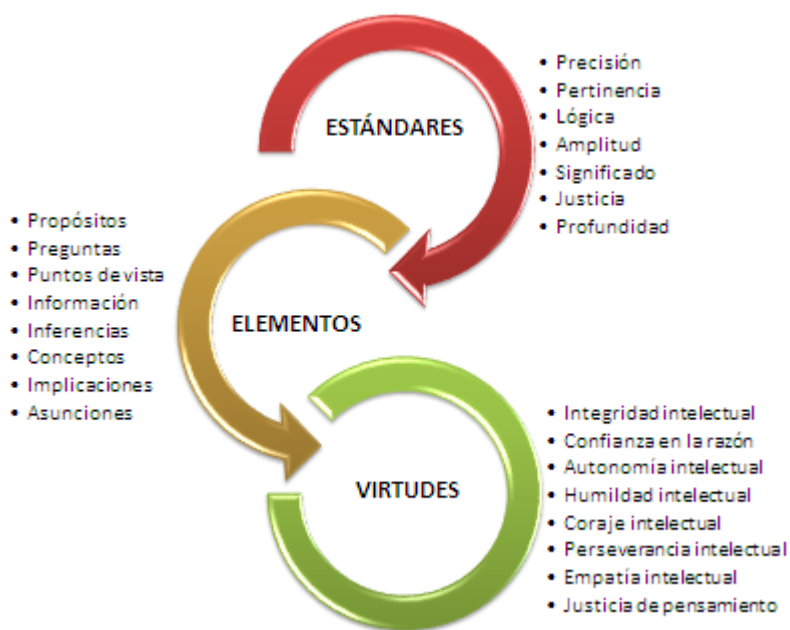 ESTÁNDARES
• Precisión
• Pertinencia
• Lógica
• Amplitud
• Significado
• Justicia
• Profundidad
ELEMENTOS
• Propósitos
• Preguntas
• Puntos de vista
• Información
• Inferencias
• Conceptos
• Implicaciones
• Asunciones
VIRTUDES
• Integridad intelectual
• Confianza en la razón
• Autonomía intelectual
• Humildad intelectual
• Coraje intelectual
• Perseverancia intelectual
• Empatía intelectual
• Justicia de pensamiento